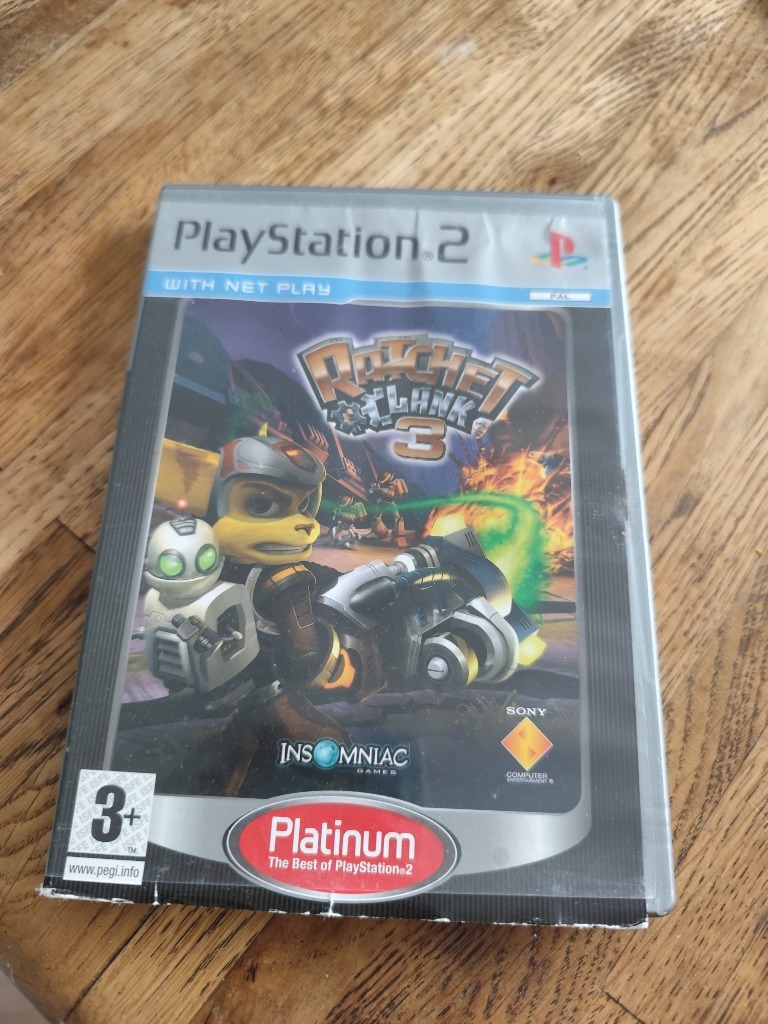 PlayStation®2
WITH NET PLAY
PAL
RATCHET
CLANK
3
INSOMNIAC
GAMES
SONY
COMPUTER
ENTERTAINMENT®
3+
TM
www.pegi.info
Platinum
The Best of PlayStation®2